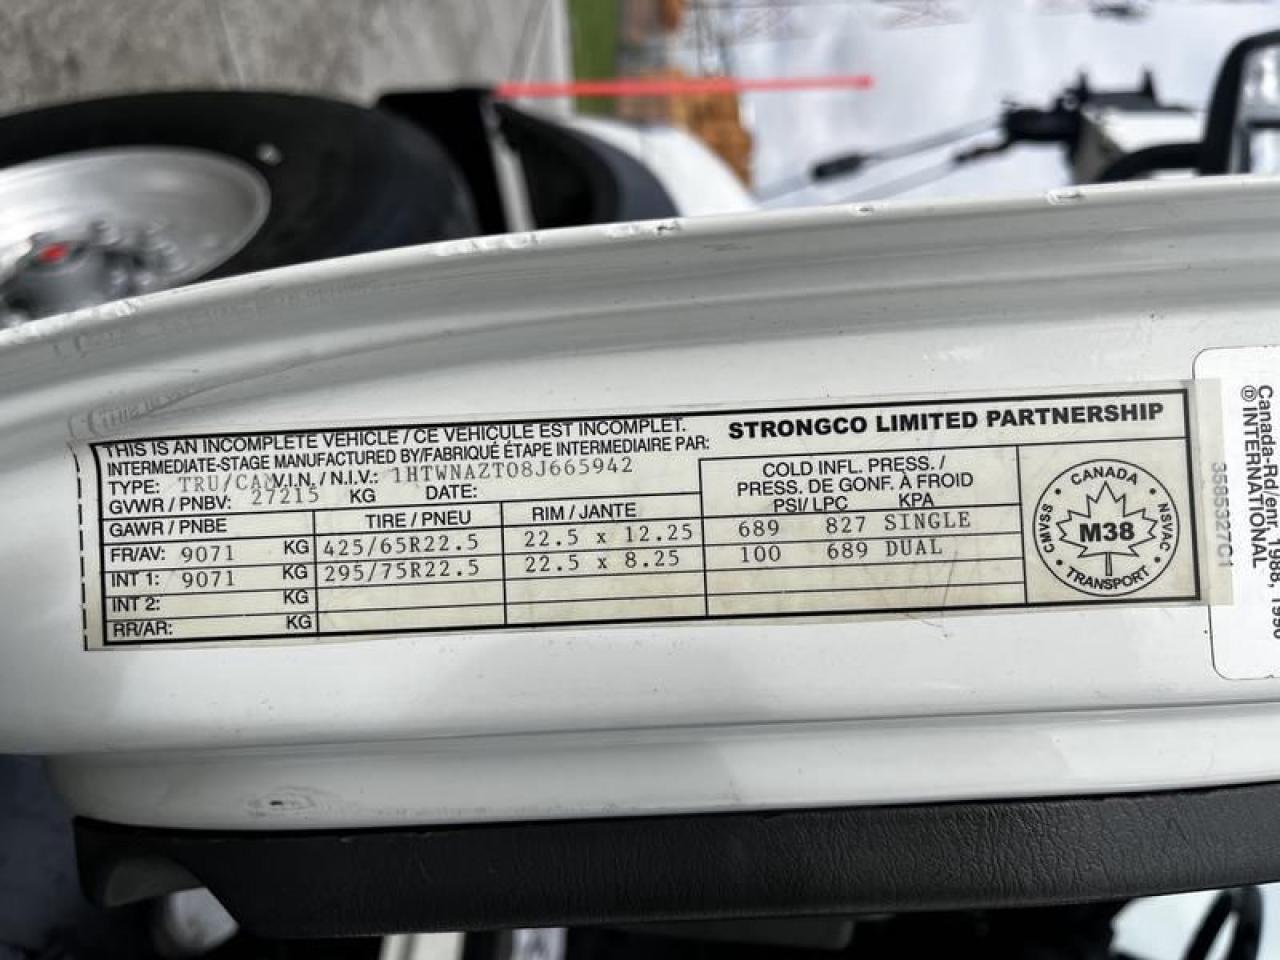 THIS IS AN INCOMPLETE VEHICLE / CE VEHICULE EST INCOMPLET.
INTERMEDIATE-STAGE MANUFACTURED BY/FABRIQUÉ ÉTAPE INTERMEDIAIRE PAR:
STRONGCO LIMITED PARTNERSHIP
TYPE: TRU/CAM V.I.N. / N.I.V.: 1HTWNAZT08J665942
GVWR / PNBV: 27215 KG DATE:
COLD INFL. PRESS. /
PRESS. DE GONF. À FROID
PSI/ LPC KPA
GAWR / PNBE TIRE / PNEU RIM / JANTE
FR/AV: 9071 KG 425/65R22.5 22.5 x 12.25 689 827 SINGLE
INT 1: 9071 KG 295/75R22.5 22.5 x 8.25 100 689 DUAL
INT 2: KG
RR/AR: KG
CANADA
CMVSS
M38
NSVAC
TRANSPORT
3585327C1
Canada-Rd/enr. 1988, 1990
® INTERNATIONAL